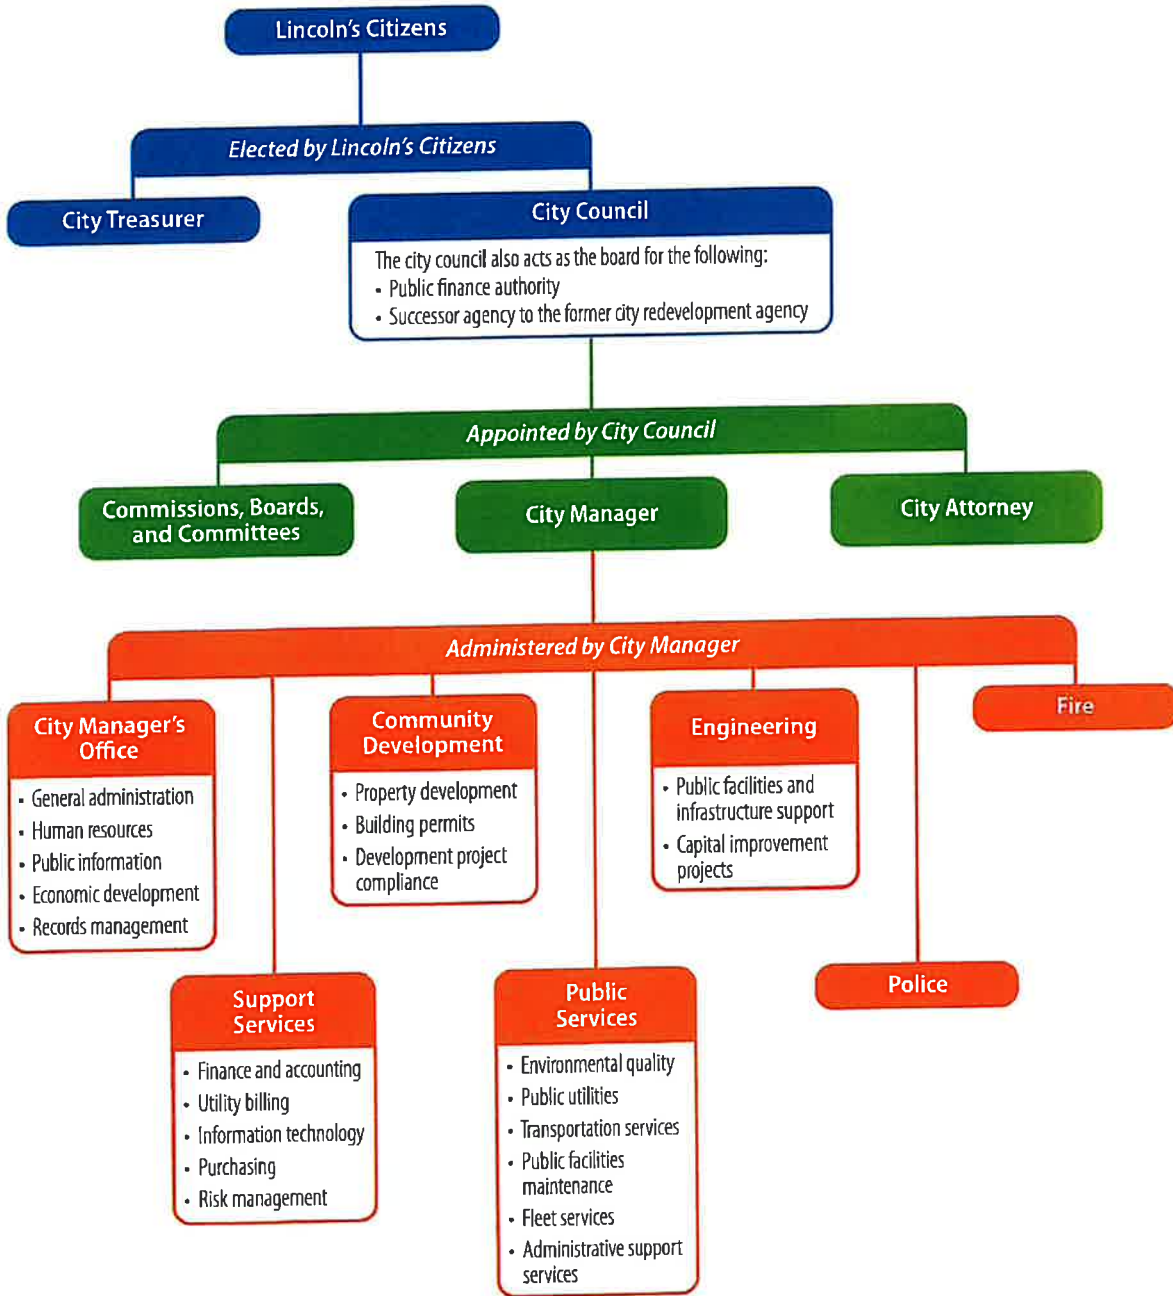 Lincoln's Citizens
Elected by Lincoln's Citizens
City Treasurer
City Council
The city council also acts as the board for the following:
• Public finance authority
• Successor agency to the former city redevelopment agency
Appointed by City Council
Commissions, Boards,
and Committees
City Manager
City Attorney
Administered by City Manager
City Manager's
Office
• General administration
• Human resources
• Public information
• Economic development
• Records management
Community
Development
• Property development
• Building permits
• Development project
compliance
Engineering
• Public facilities and
infrastructure support
• Capital improvement
projects
Fire
Support
Services
• Finance and accounting
• Utility billing
• Information technology
• Purchasing
• Risk management
Public
Services
• Environmental quality
• Public utilities
• Transportation services
• Public facilities
maintenance
• Fleet services
• Administrative support
services
Police